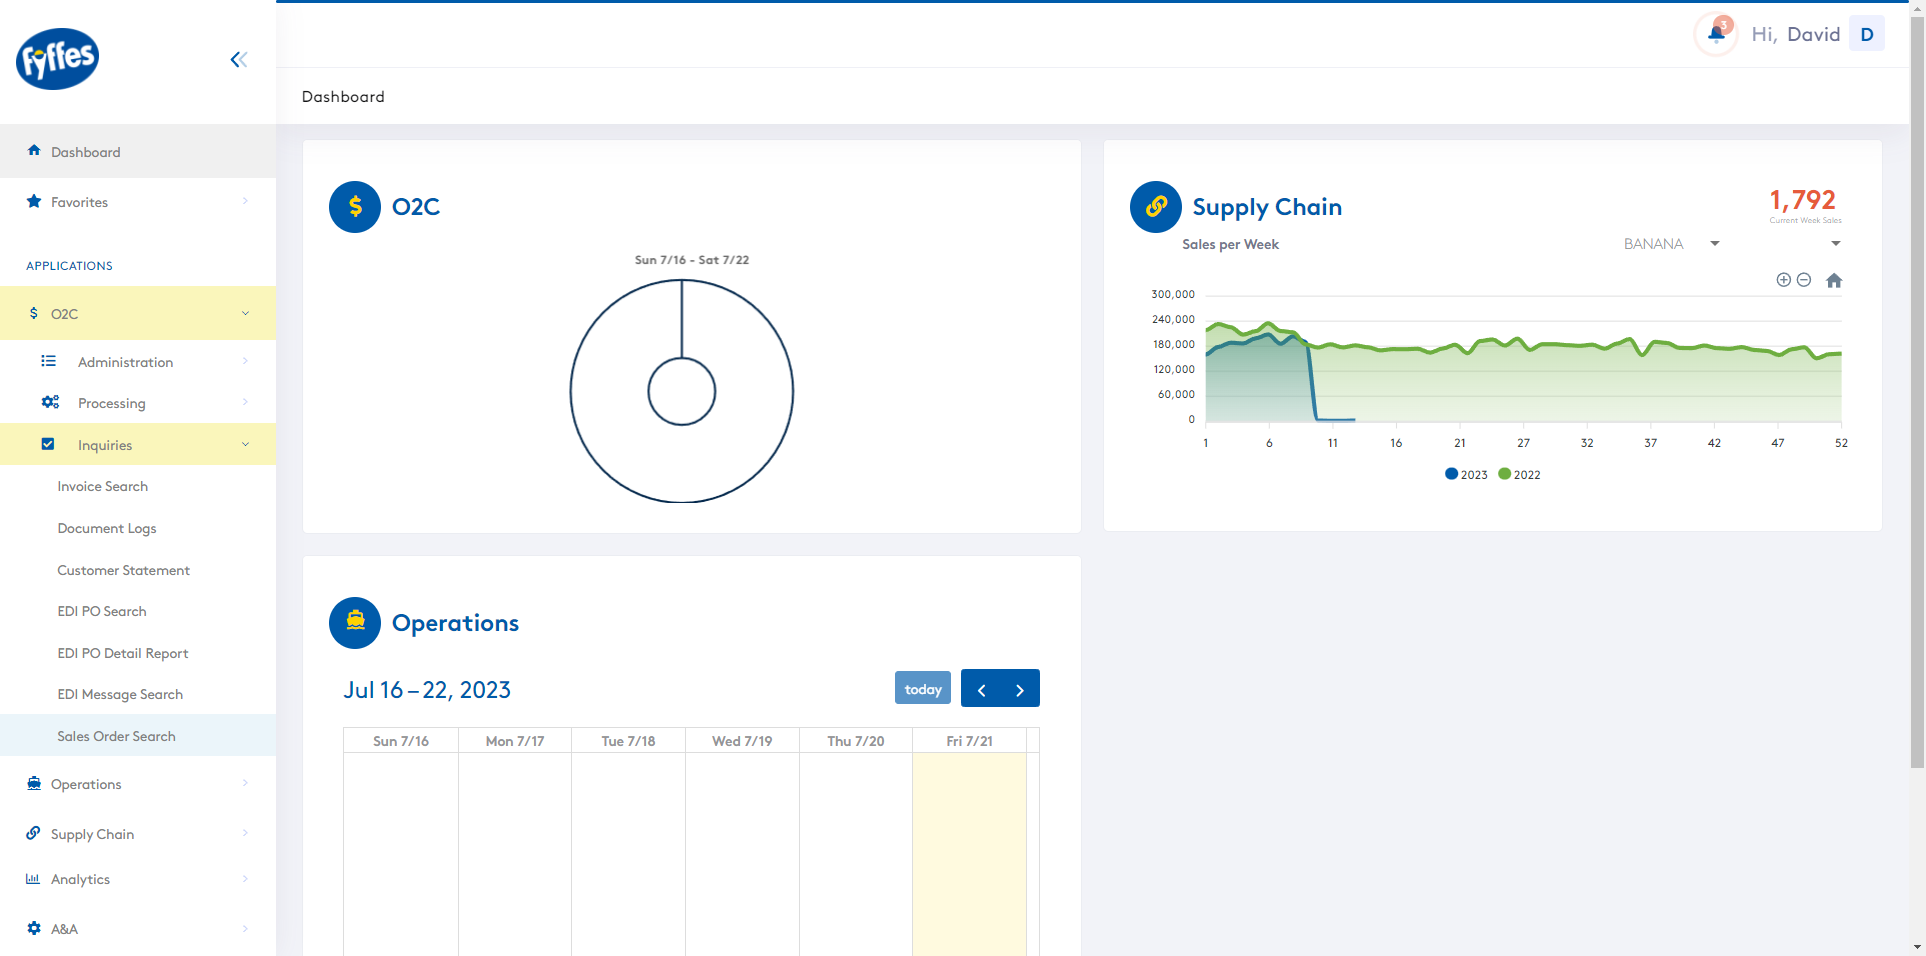 fyffes
3
Hi, David
D
Dashboard
Dashboard
Favorites
APPLICATIONS
O2C
Administration
Processing
Inquiries
Invoice Search
Document Logs
Customer Statement
EDI PO Search
EDI PO Detail Report
EDI Message Search
Sales Order Search
Operations
Supply Chain
Analytics
A&A
$
O2C
Sun 7/16 - Sat 7/22
Supply Chain
1,792
Current Week Sales
Sales per Week
BANANA
300,000
240,000
180,000
120,000
60,000
0
1 6 11 16 21 27 32 37 42 47 52
2023 2022
Operations
Jul 16 – 22, 2023
today
Sun 7/16 Mon 7/17 Tue 7/18 Wed 7/19 Thu 7/20 Fri 7/21